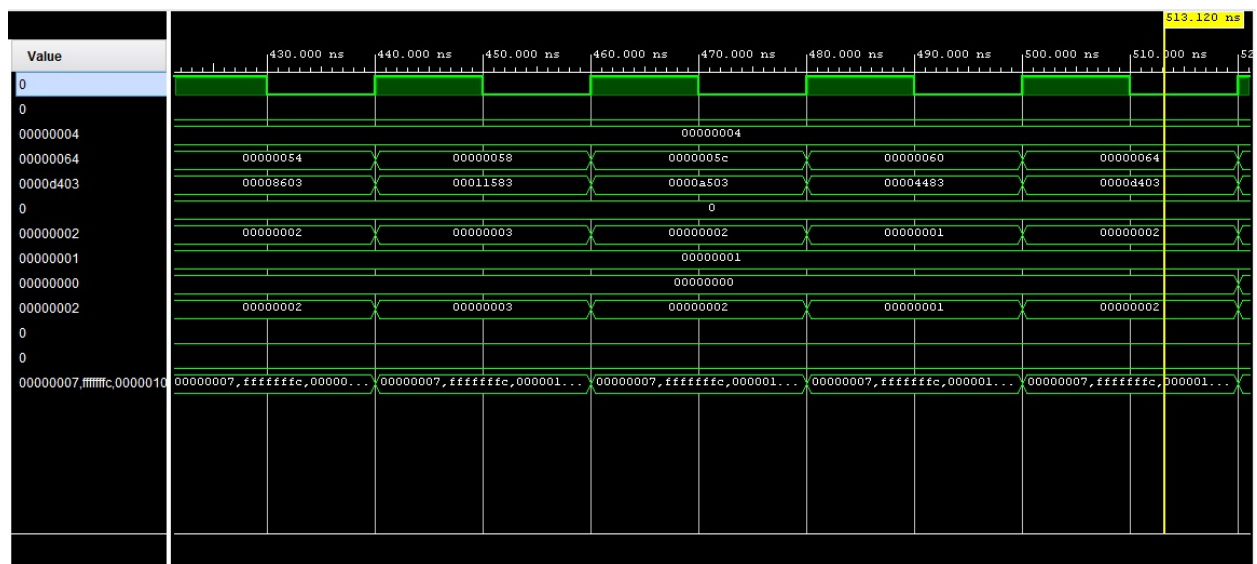 513.120 ns
Value
430.000 ns 440.000 ns 450.000 ns 460.000 ns 470.000 ns 480.000 ns 490.000 ns 500.000 ns 510.000 ns 52
0
0
00000004 00000004
00000064 00000054 00000058 0000005c 00000060 00000064
0000d403 00008603 00011583 0000a503 00004483 0000d403
0 0
00000002 00000002 00000003 00000002 00000001 00000002
00000001 00000001
00000000 00000000
00000002 00000002 00000003 00000002 00000001 00000002
0
0
00000007,fffffffc,0000010 00000007,fffffffc,00000... 00000007,fffffffc,000001... 00000007,fffffffc,000001... 00000007,fffffffc,000001... 00000007,fffffffc,000001...